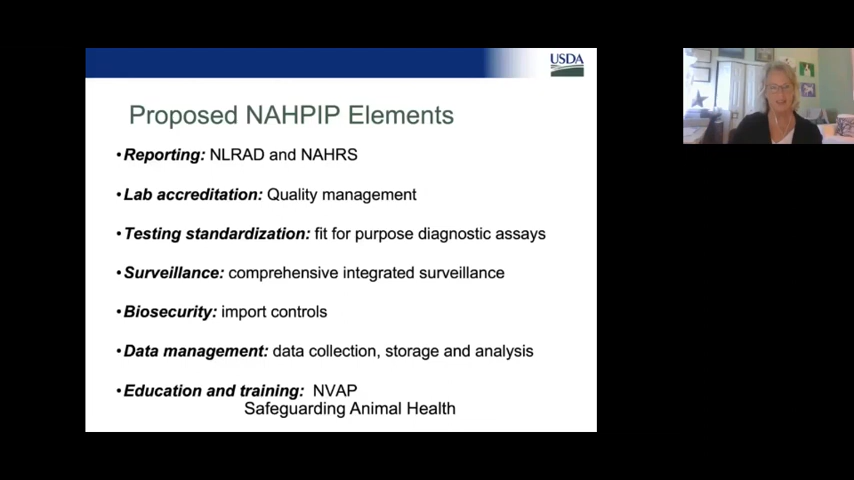 USDA
Proposed NAHPIP Elements
•Reporting: NLRAD and NAHRS
•Lab accreditation: Quality management
•Testing standardization: fit for purpose diagnostic assays
•Surveillance: comprehensive integrated surveillance
•Biosecurity: import controls
•Data management: data collection, storage and analysis
•Education and training: NVAP
Safeguarding Animal Health